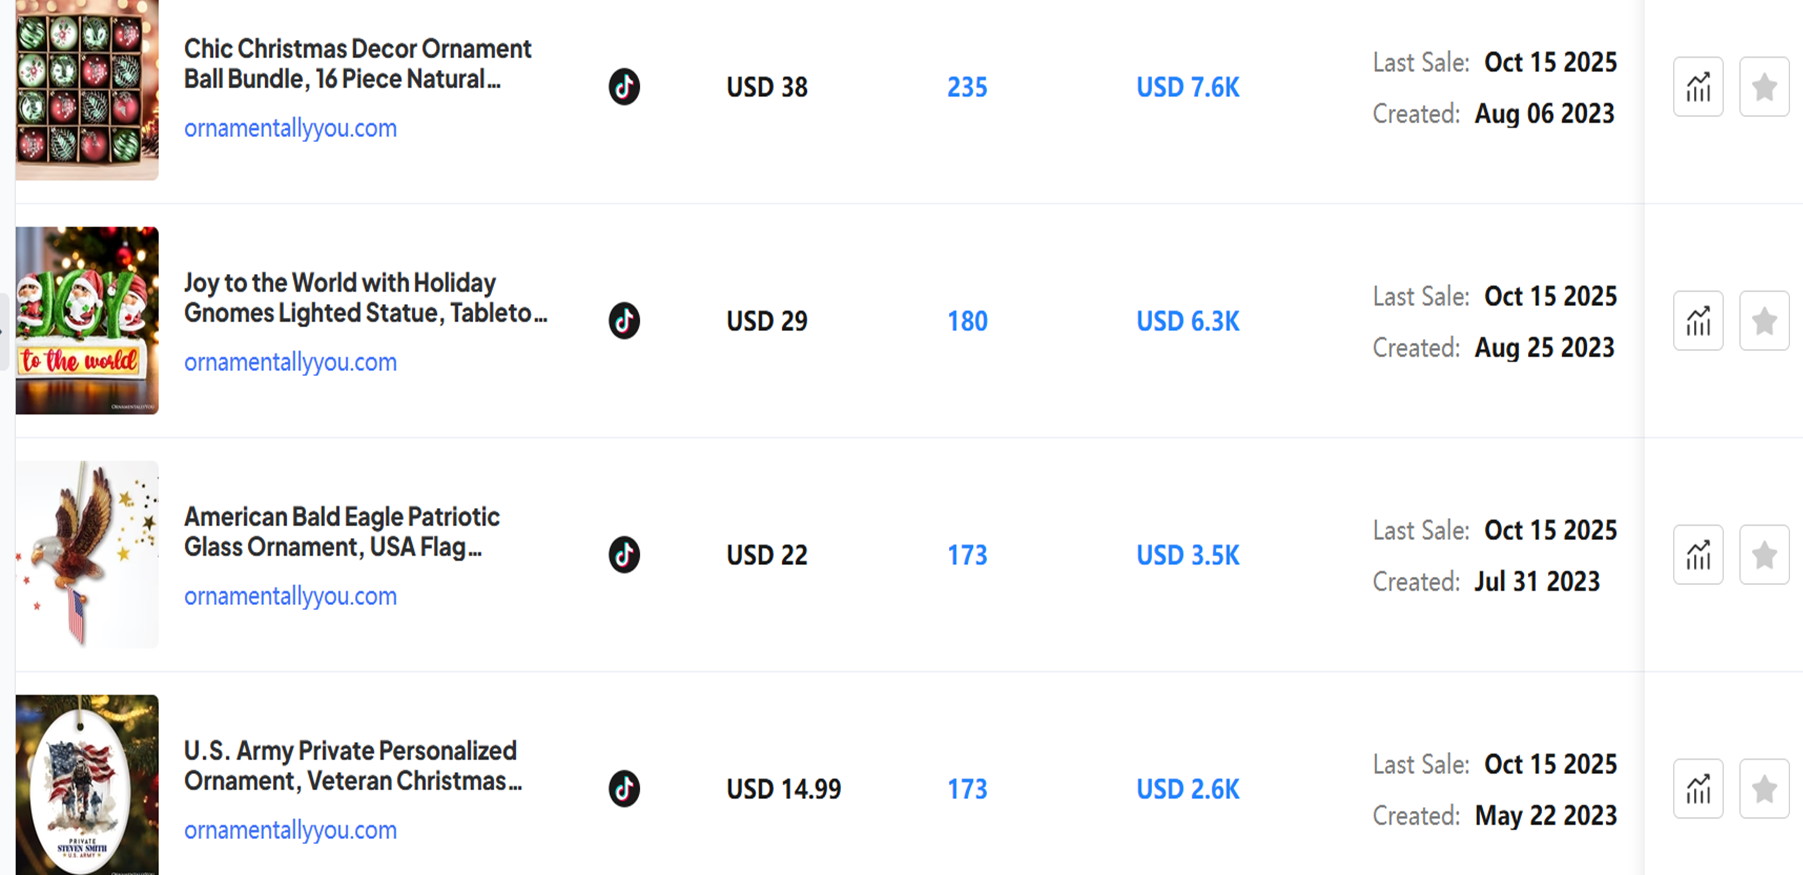 Chic Christmas Decor Ornament
Ball Bundle, 16 Piece Natural...
ornamentallyyou.com
USD 38
235
USD 7.6K
Last Sale: Oct 15 2025
Created: Aug 06 2023
JOY
to the world
ORNAMENTALLYYOU
Joy to the World with Holiday
Gnomes Lighted Statue, Tableto...
ornamentallyyou.com
USD 29
180
USD 6.3K
Last Sale: Oct 15 2025
Created: Aug 25 2023
American Bald Eagle Patriotic
Glass Ornament, USA Flag...
ornamentallyyou.com
USD 22
173
USD 3.5K
Last Sale: Oct 15 2025
Created: Jul 31 2023
PRIVATE
STEVEN SMITH
U.S. ARMY
U.S. Army Private Personalized
Ornament, Veteran Christmas...
ornamentallyyou.com
USD 14.99
173
USD 2.6K
Last Sale: Oct 15 2025
Created: May 22 2023